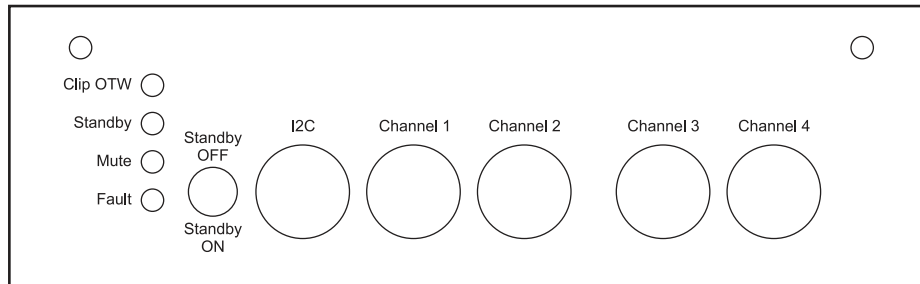 Clip OTW
Standby
Mute
Fault
Standby
OFF
Standby
ON
I2C
Channel 1
Channel 2
Channel 3
Channel 4